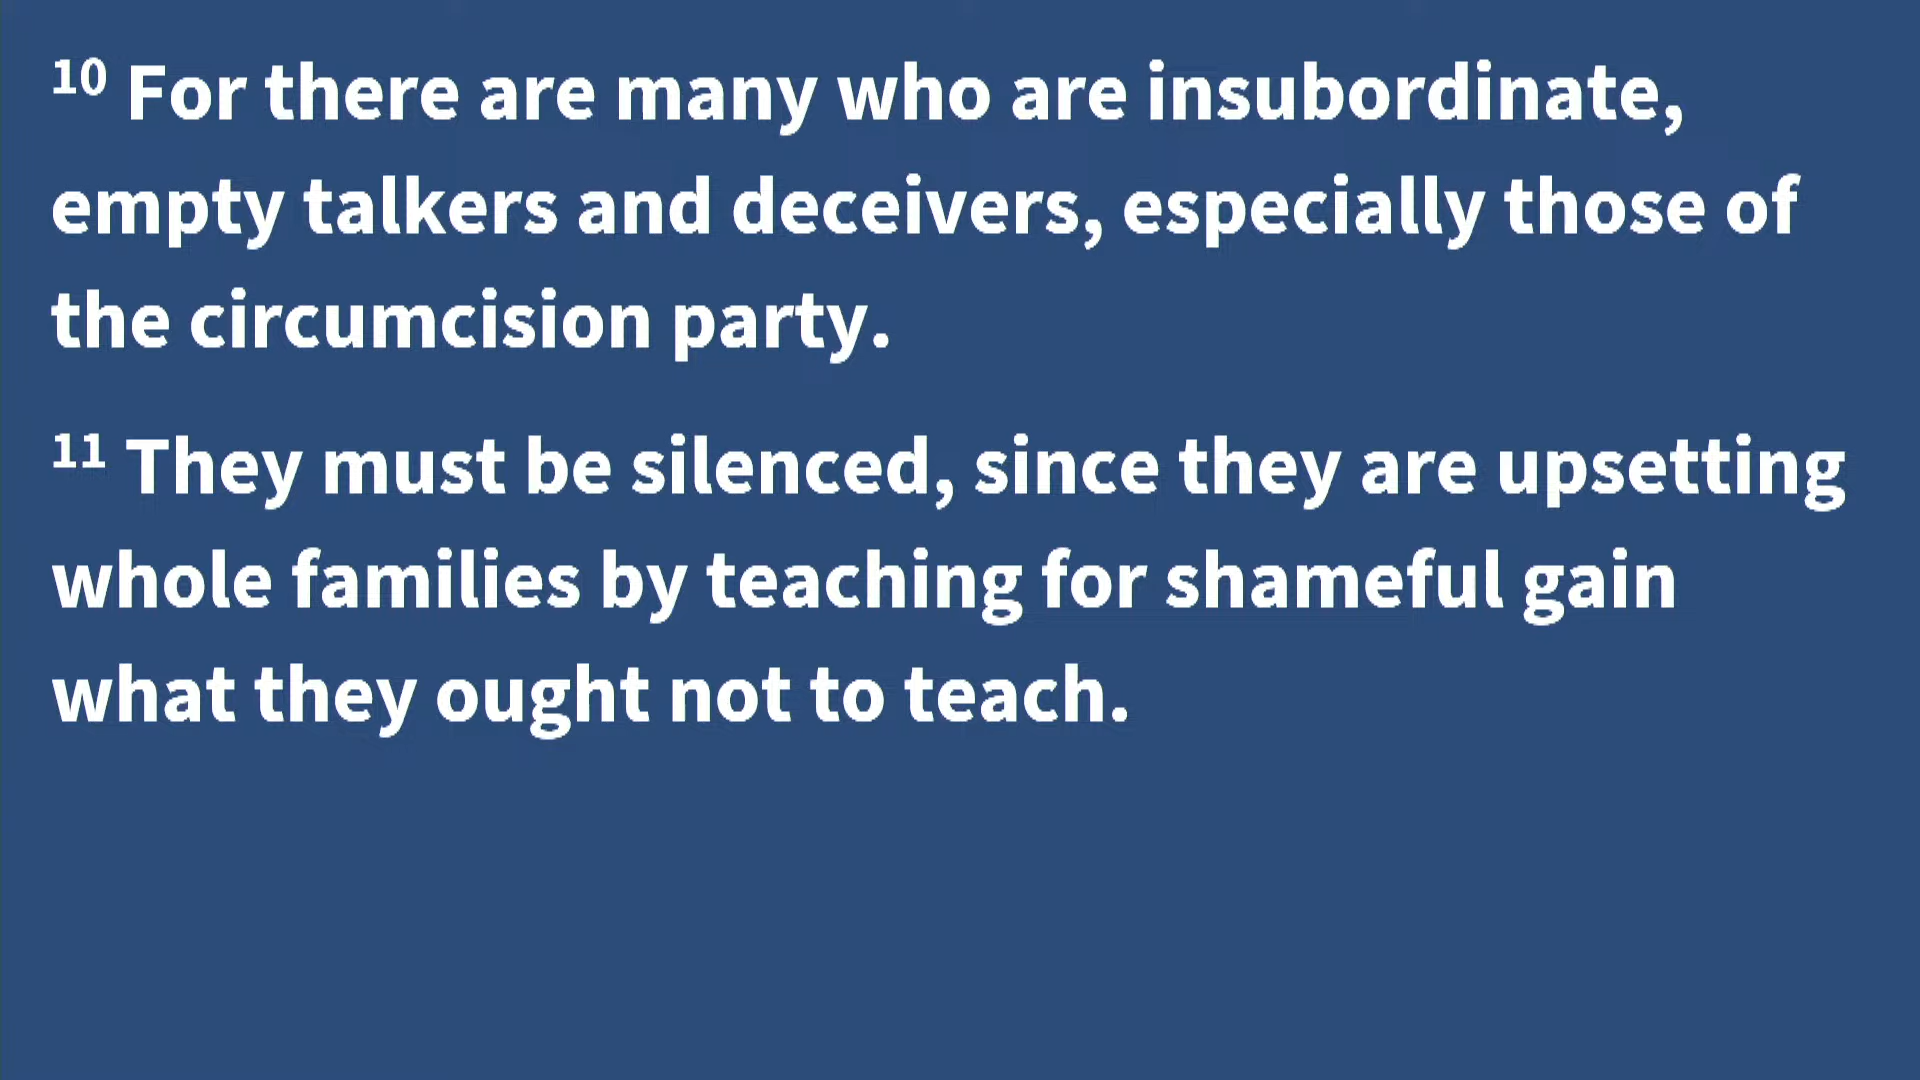 10 For there are many who are insubordinate,
empty talkers and deceivers, especially those of
the circumcision party.
11 They must be silenced, since they are upsetting
whole families by teaching for shameful gain
what they ought not to teach.